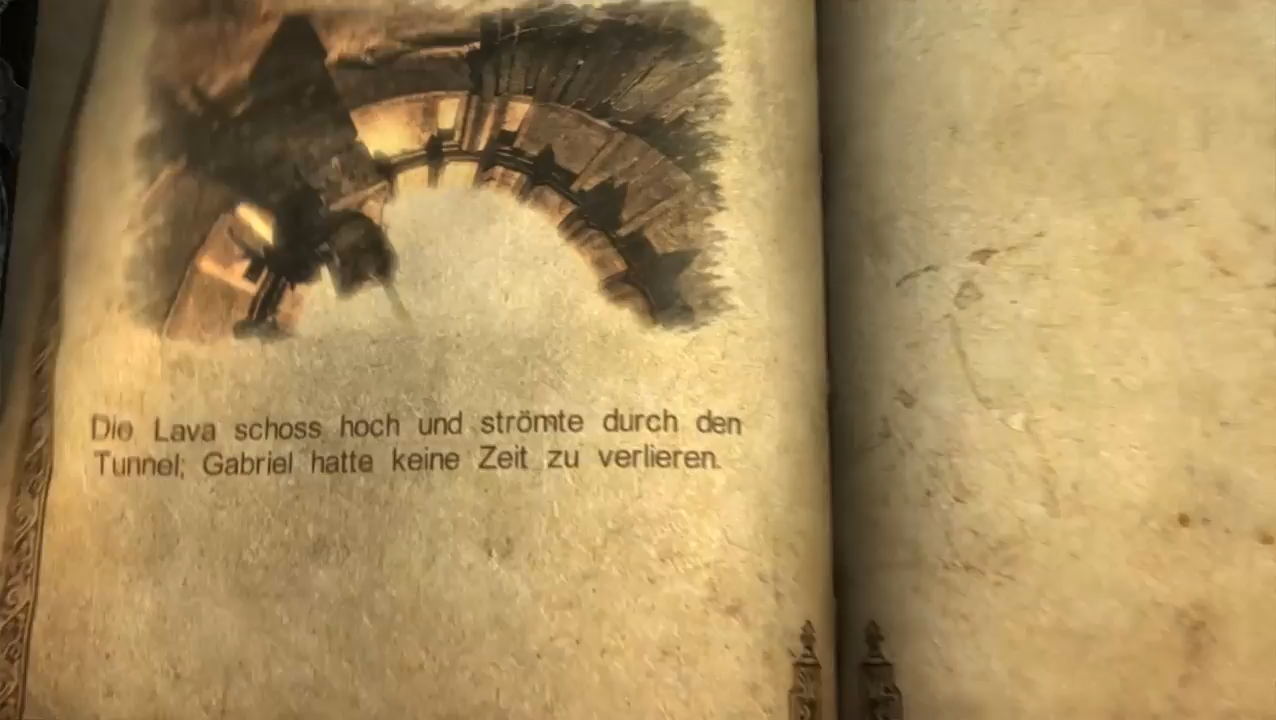 Die Lava schoss hoch und strömte durch den
Tunnel; Gabriel hatte keine Zeit zu verlieren.